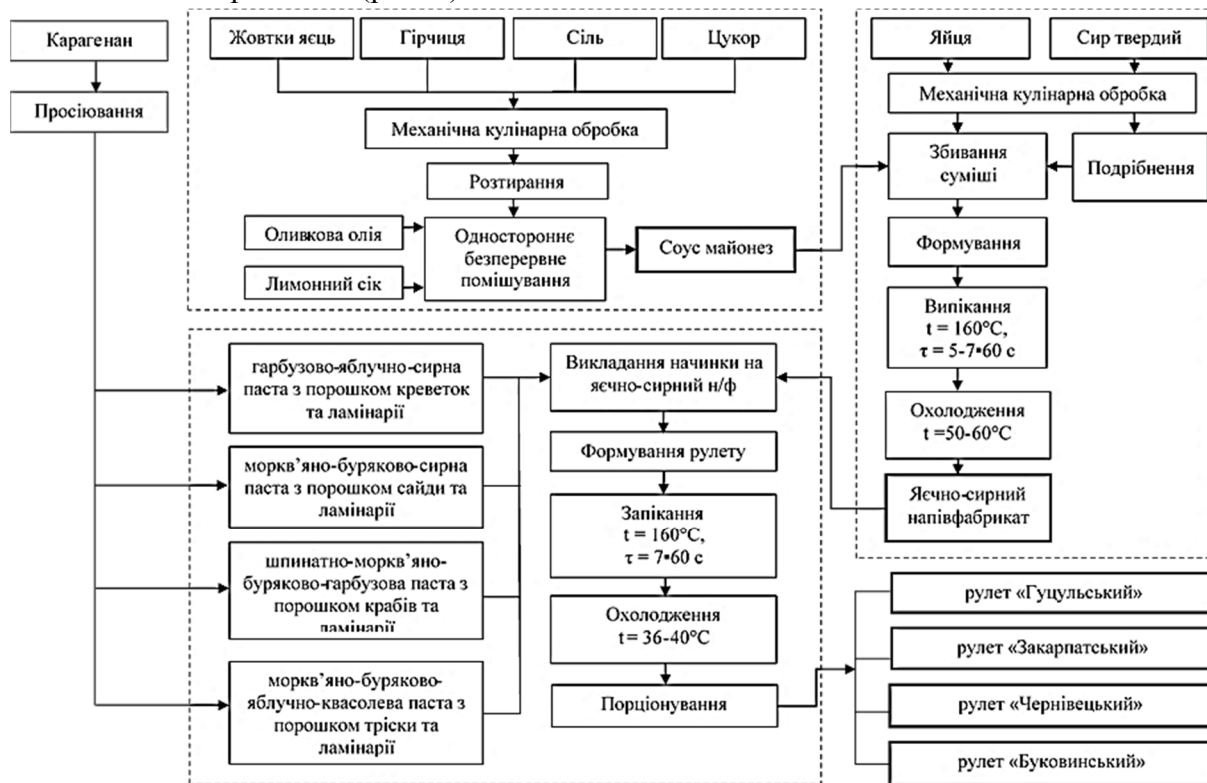 Карагенан
Просіювання
Жовтки яєць
Гірчиця
Сіль
Цукор
Механічна кулінарна обробка
Розтирання
Оливкова олія
Лимонний сік
Одностороннє
безперервне
помішування
Соус майонез
Яйця
Сир твердий
Механічна кулінарна обробка
Збивання
суміші
Подрібнення
Формування
Випікання
t = 160°C,
τ = 5-7•60 с
Охолодження
t =50-60°C
Яєчно-сирний
напівфабрикат
гарбузово-яблучно-сирна
паста з порошком креветок
та ламінарії
моркв’яно-буряково-сирна
паста з порошком сайди та
ламінарії
шпинатно-моркв’яно-
буряково-гарбузова паста з
порошком крабів та
ламінарії
моркв’яно-буряково-
яблучно-квасолева паста з
порошком тріски та
ламінарії
Викладання начинки на
яєчно-сирний н/ф
Формування рулету
Запікання
t = 160°C,
τ = 7•60 с
Охолодження
t= 36-40°C
Порціонування
рулет «Гуцульський»
рулет «Закарпатський»
рулет «Чернівецький»
рулет «Буковинський»